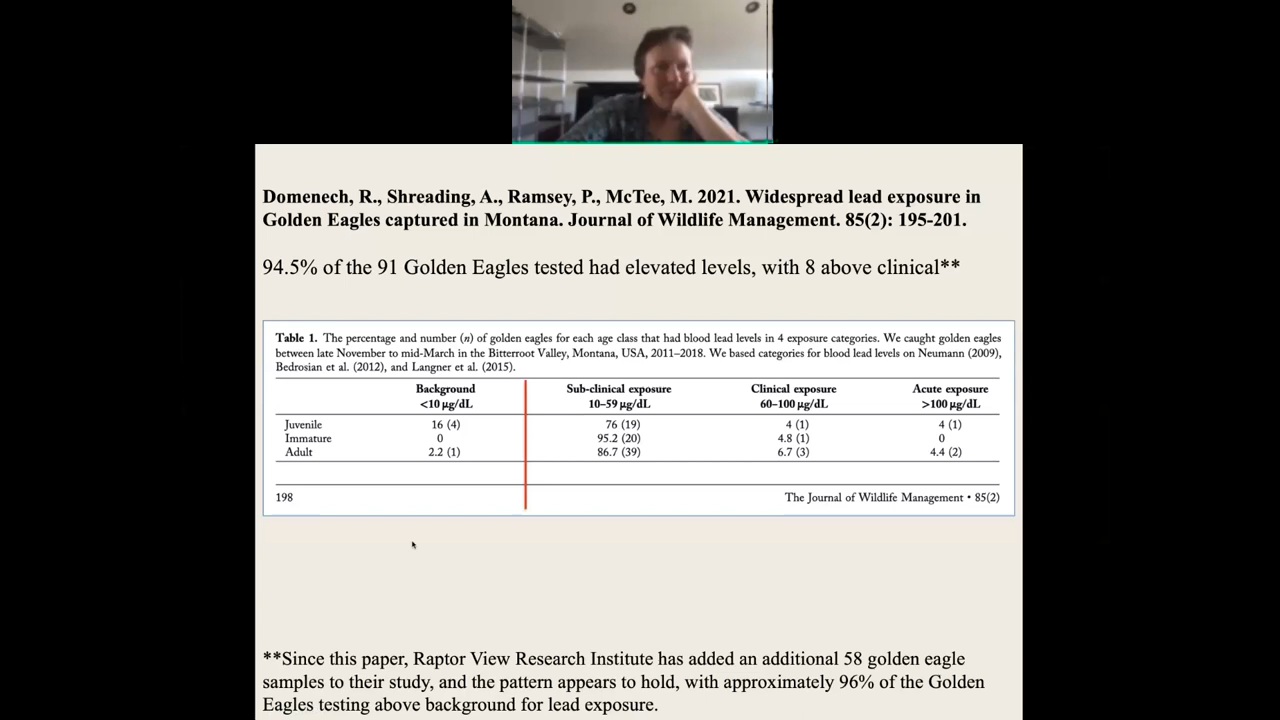 Domenech, R., Shreading, A., Ramsey, P., McTee, M. 2021. Widespread lead exposure in
Golden Eagles captured in Montana. Journal of Wildlife Management. 85(2): 195-201.
94.5% of the 91 Golden Eagles tested had elevated levels, with 8 above clinical**
Table 1. The percentage and number (n) of golden eagles for each age class that had blood lead levels in 4 exposure categories. We caught golden eagles
between late November to mid-March in the Bitterroot Valley, Montana, USA, 2011–2018. We based categories for blood lead levels on Neumann (2009),
Bedrosian et al. (2012), and Langner et al. (2015).
Background Sub-clinical exposure Clinical exposure Acute exposure
<10 µg/dL 10–59 µg/dL 60–100 µg/dL >100 µg/dL
Juvenile 16 (4) 76 (19) 4 (1) 4 (1)
Immature 0 95.2 (20) 4.8 (1) 0
Adult 2.2 (1) 86.7 (39) 6.7 (3) 4.4 (2)
198 The Journal of Wildlife Management • 85(2)
**Since this paper, Raptor View Research Institute has added an additional 58 golden eagle
samples to their study, and the pattern appears to hold, with approximately 96% of the Golden
Eagles testing above background for lead exposure.